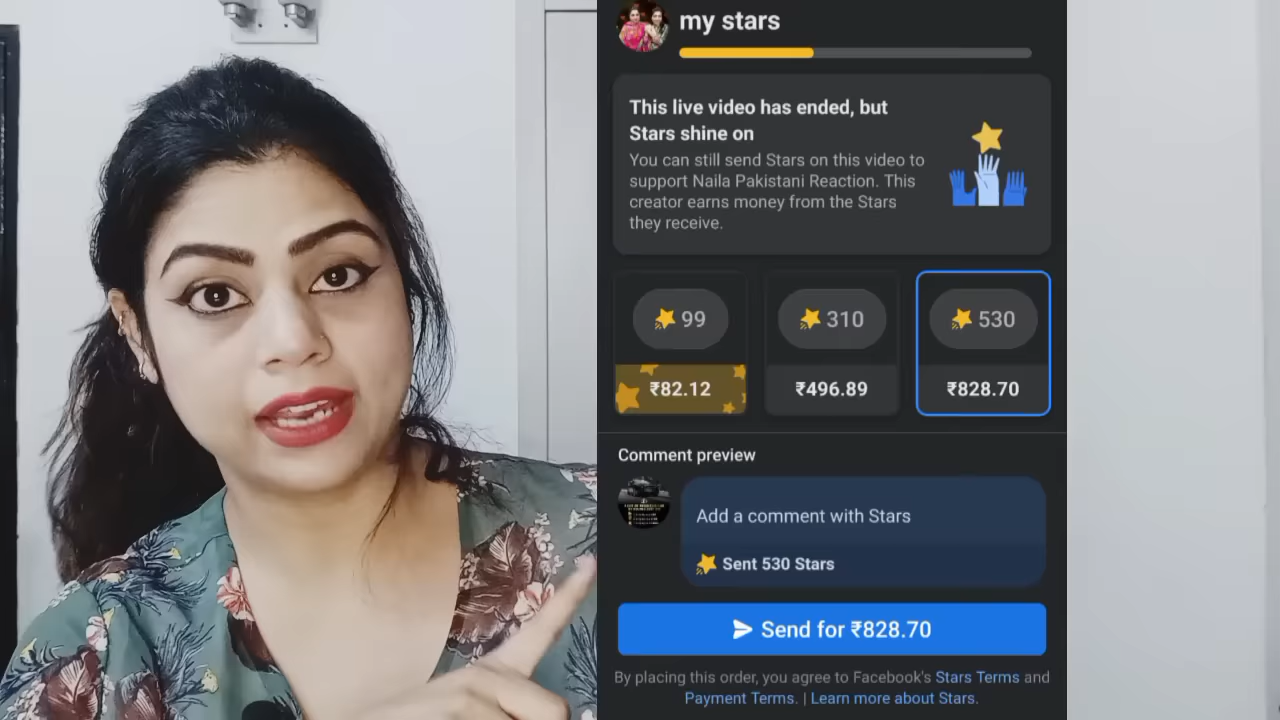 my stars
This live video has ended, but
Stars shine on
You can still send Stars on this video to
support Naila Pakistani Reaction. This
creator earns money from the Stars
they receive.
99
310
530
₹82.12
₹496.89
₹828.70
Comment preview
Add a comment with Stars
Sent 530 Stars
Send for ₹828.70
By placing this order, you agree to Facebook's Stars Terms and
Payment Terms. | Learn more about Stars.